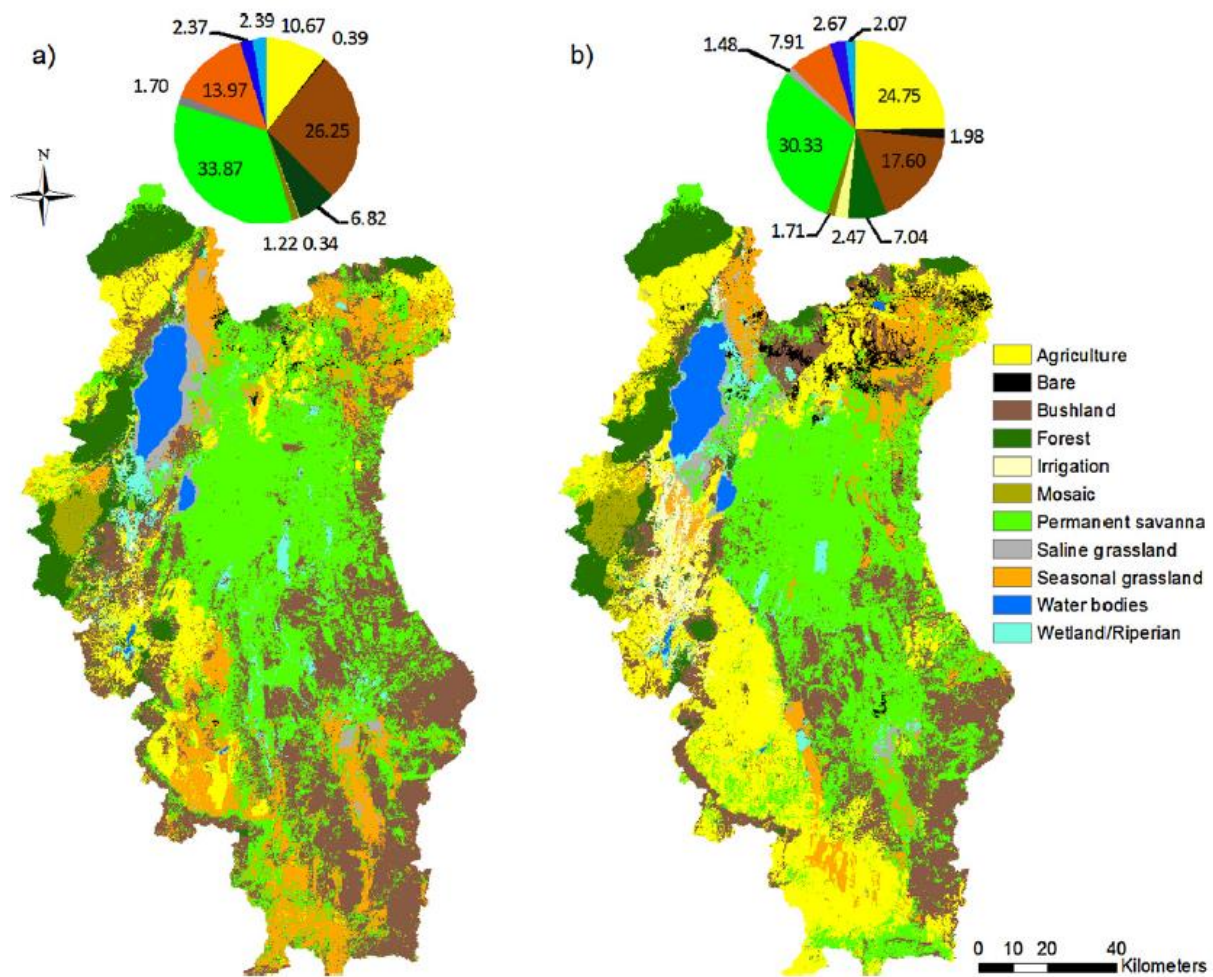 a)
2.37
2.39
10.67
0.39
1.70
13.97
26.25
33.87
6.82
1.22 0.34
N
b)
2.67
2.07
1.48
7.91
24.75
1.98
30.33
17.60
1.71
2.47
7.04
Agriculture
Bare
Bushland
Forest
Irrigation
Mosaic
Permanent savanna
Saline grassland
Seasonal grassland
Water bodies
Wetland/Riperian
0 10 20 40
Kilometers